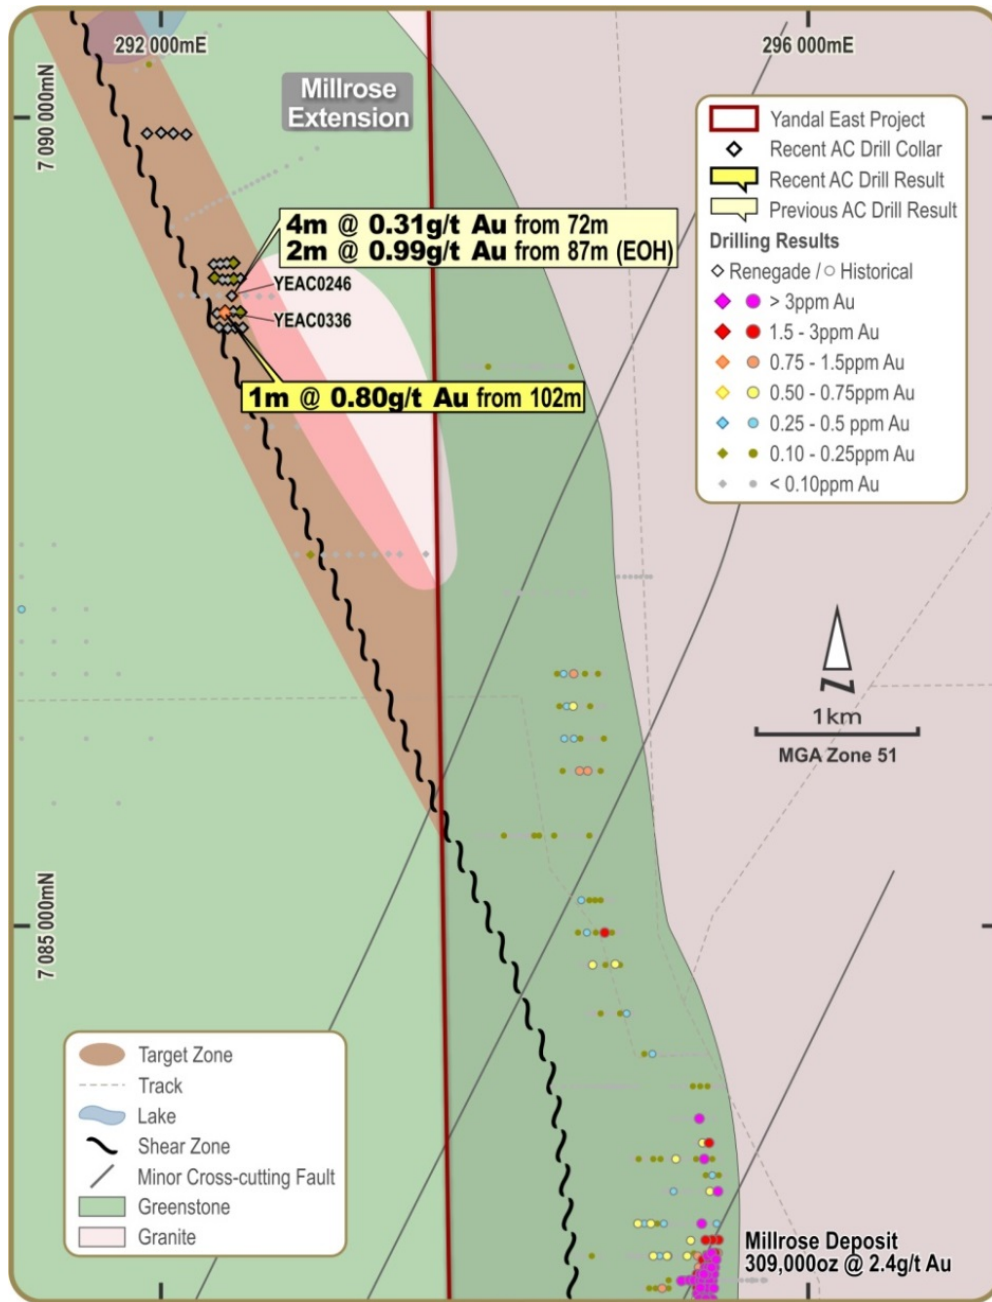 292 000mE
296 000mE
7 090 000mN
Millrose
Extension
Yandal East Project
Recent AC Drill Collar
Recent AC Drill Result
Previous AC Drill Result
Drilling Results
Renegade / Historical
> 3ppm Au
1.5 - 3ppm Au
0.75 - 1.5ppm Au
0.50 - 0.75ppm Au
0.25 - 0.5 ppm Au
0.10 - 0.25ppm Au
< 0.10ppm Au
4m @ 0.31g/t Au from 72m
2m @ 0.99g/t Au from 87m (EOH)
YEAC0246
YEAC0336
1m @ 0.80g/t Au from 102m
N
1km
MGA Zone 51
7 085 000mN
Target Zone
Track
Lake
Shear Zone
Minor Cross-cutting Fault
Greenstone
Granite
Millrose Deposit
309,000oz @ 2.4g/t Au